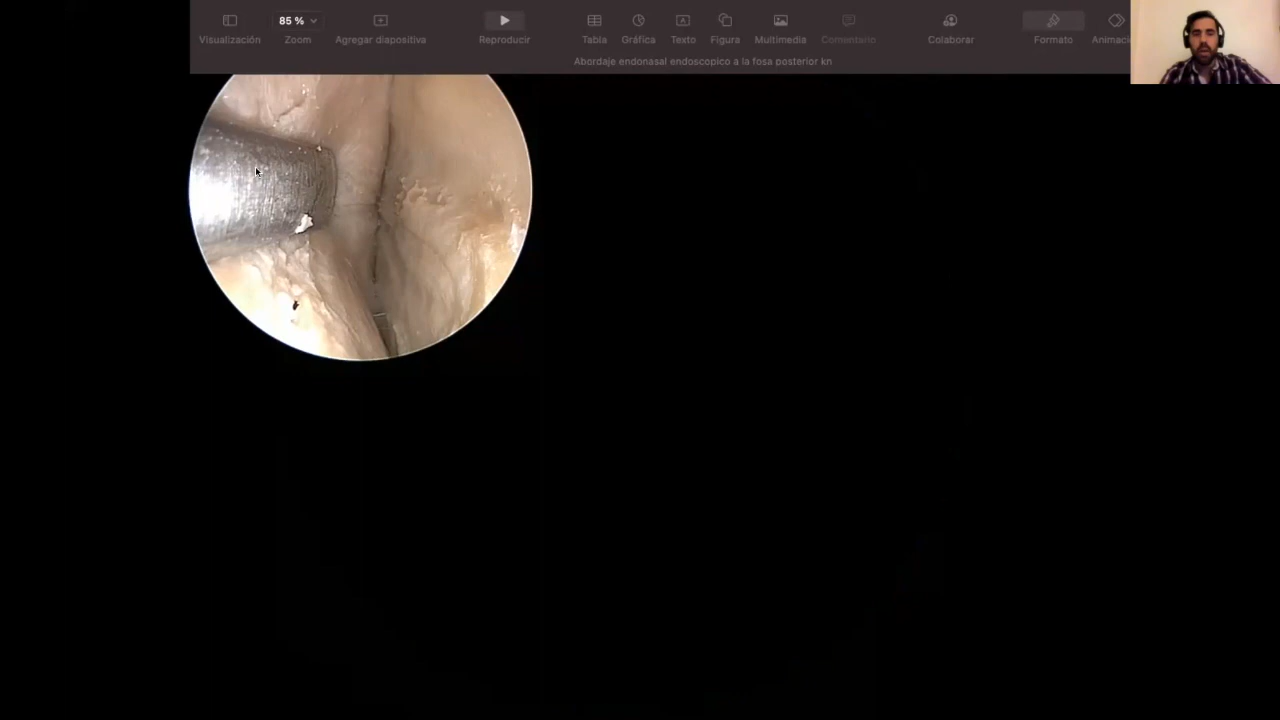 85 %
Visualización Zoom Agregar diapositiva Reproducir Tabla Gráfica Texto Figura Multimedia Comentario Colaborar Formato Animaci
Abordaje endonasal endoscopico a la fosa posterior kn